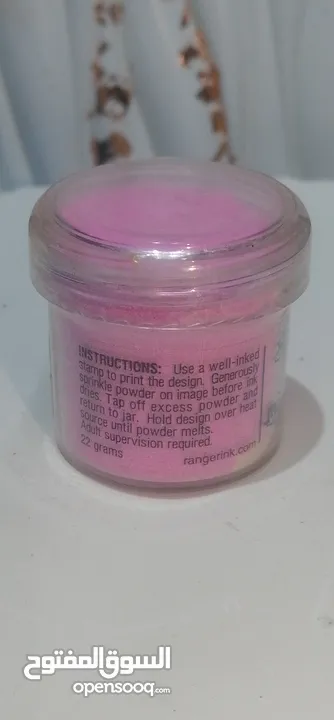 INSTRUCTIONS: Use a well-inked
stamp to print the design. Generously
sprinkle powder on image before ink
dries. Tap off excess powder and
return to jar. Hold design over heat
source until powder melts.
Adult supervision required.
22 grams
rangerink.com
السوق المفتوح
opensooq.com